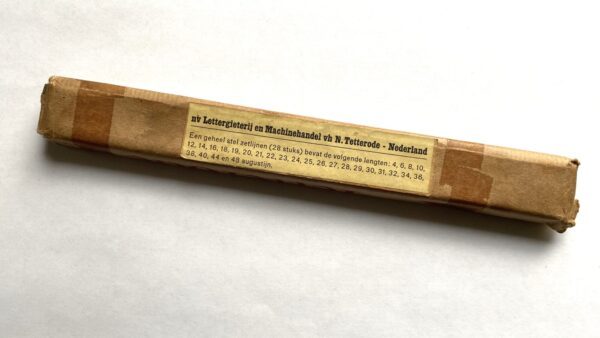 nv Lettergieterij en Machinehandel vh N. Tetterode - Nederland
Een geheel stel zetlijnen (28 stuks) bevat de volgende lengten: 4, 6, 8, 10,
12, 14, 16, 18, 19, 20, 21, 22, 23, 24, 25, 26, 27, 28, 29, 30, 31, 32, 34, 36,
38, 40, 44 en 48 augustijn.